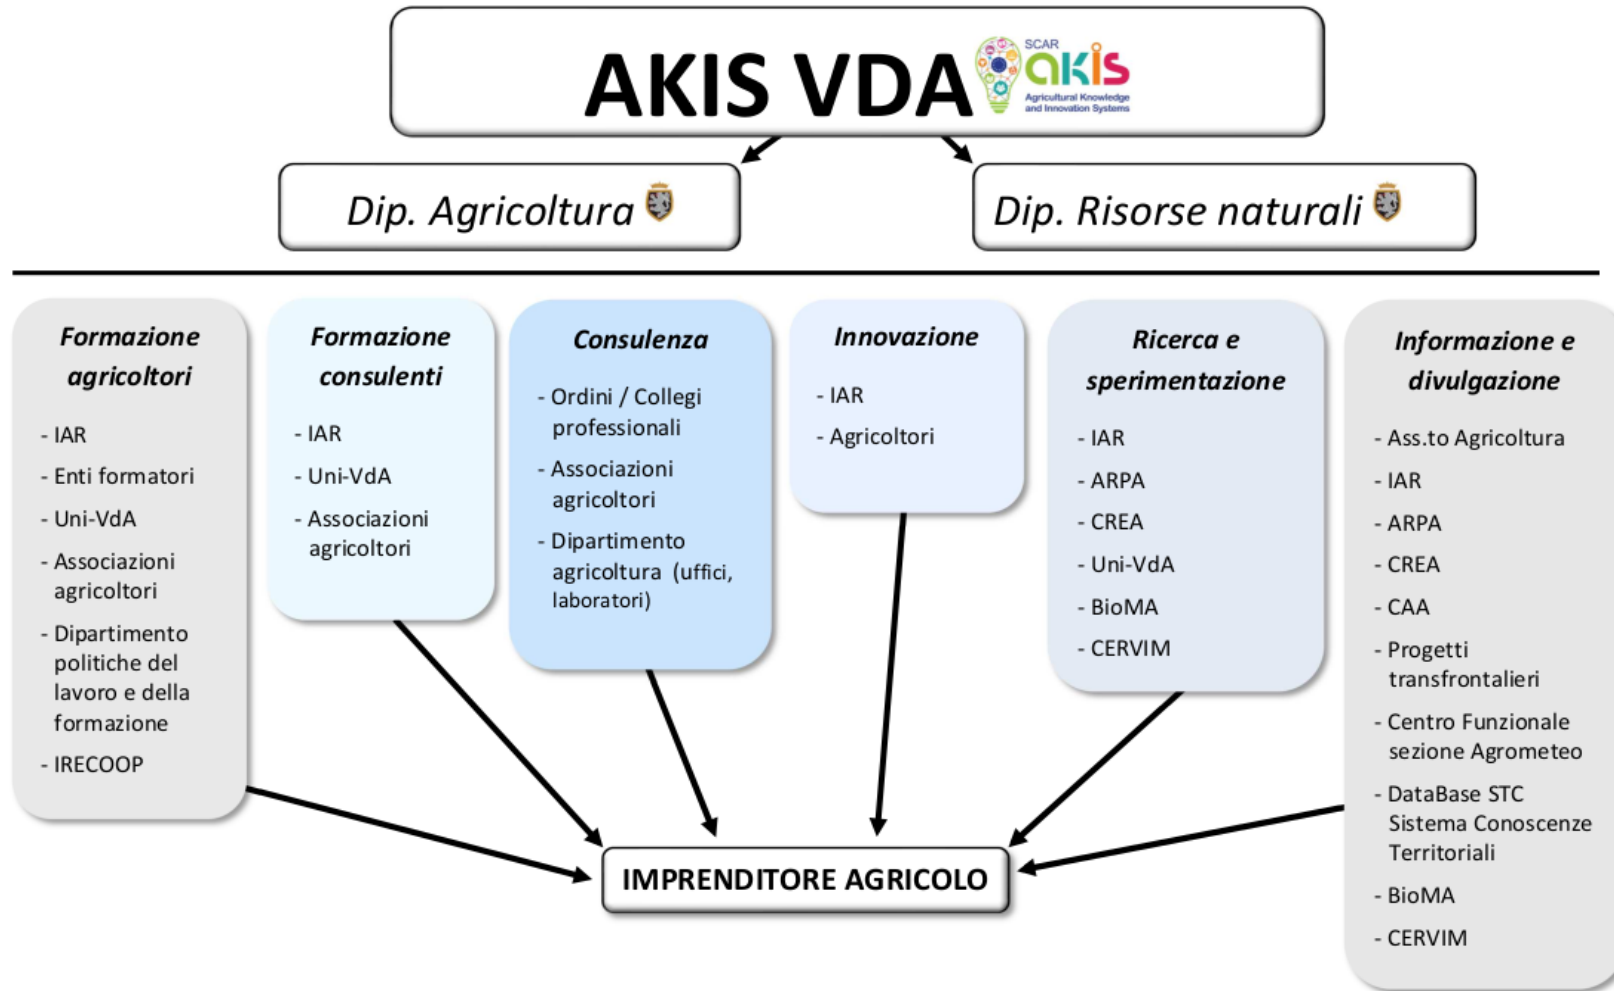 AKIS VDA
SCAR
akis
Agricultural Knowledge
and Innovation Systems
Dip. Agricoltura
Dip. Risorse naturali
Formazione
agricoltori
- IAR
- Enti formatori
- Uni-VdA
- Associazioni
agricoltori
- Dipartimento
politiche del
lavoro e della
formazione
- IRECOOP
Formazione
consulenti
- IAR
- Uni-VdA
- Associazioni
agricoltori
Consulenza
- Ordini / Collegi
professionali
- Associazioni
agricoltori
- Dipartimento
agricoltura (uffici,
laboratori)
Innovazione
- IAR
- Agricoltori
Ricerca e
sperimentazione
- IAR
- ARPA
- CREA
- Uni-VdA
- BioMA
- CERVIM
Informazione e
divulgazione
- Ass.to Agricoltura
- IAR
- ARPA
- CREA
- CAA
- Progetti
transfrontalieri
- Centro Funzionale
sezione Agrometeo
- DataBase STC
Sistema Conoscenze
Territoriali
- BioMA
- CERVIM
IMPRENDITORE AGRICOLO